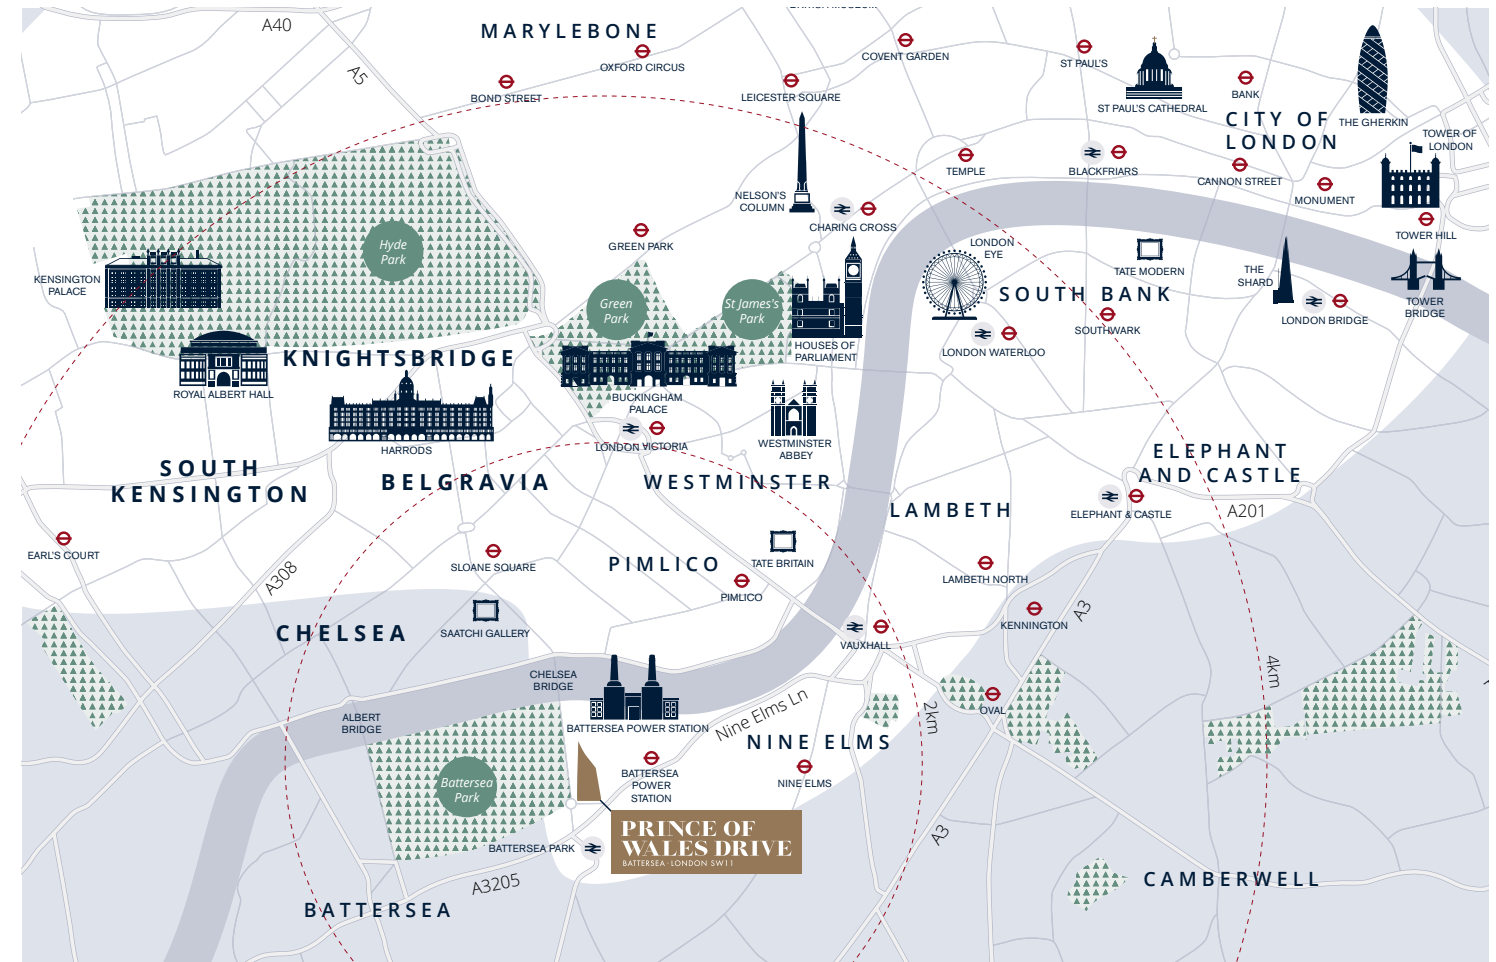 A40
MARYLEBONE
A5
OXFORD CIRCUS
BOND STREET
LEICESTER SQUARE
COVENT GARDEN
ST PAUL'S
ST PAUL'S CATHEDRAL
BANK
CITY OF
LONDON
THE GHERKIN
TOWER OF
LONDON
TEMPLE
BLACKFRIARS
CANNON STREET
MONUMENT
TOWER HILL
NELSON'S
COLUMN
CHARING CROSS
GREEN PARK
Hyde
Park
KENSINGTON
PALACE
Green
Park
St James's
Park
LONDON
EYE
SOUTH BANK
TATE MODERN
THE
SHARD
SOUTHWARK
LONDON BRIDGE
TOWER
BRIDGE
LONDON WATERLOO
HOUSES OF
PARLIAMENT
KNIGHTSBRIDGE
ROYAL ALBERT HALL
HARRODS
BUCKINGHAM
PALACE
LONDON VICTORIA
WESTMINSTER
ABBEY
SOUTH
KENSINGTON
BELGRAVIA
WESTMINSTER
LAMBETH
ELEPHANT
AND CASTLE
ELEPHANT & CASTLE
A201
EARL'S COURT
A308
SLOANE SQUARE
PIMLICO
TATE BRITAIN
PIMLICO
LAMBETH NORTH
KENNINGTON
A3
CHELSEA
SAATCHI GALLERY
VAUXHALL
CHELSEA
BRIDGE
ALBERT
BRIDGE
BATTERSEA POWER STATION
Nine Elms Ln
NINE ELMS
2km
OVAL
4km
Battersea
Park
BATTERSEA
POWER
STATION
NINE ELMS
PRINCE OF
WALES DRIVE
BATTERSEA · LONDON SW11
BATTERSEA PARK
A3205
A3
BATTERSEA
CAMBERWELL